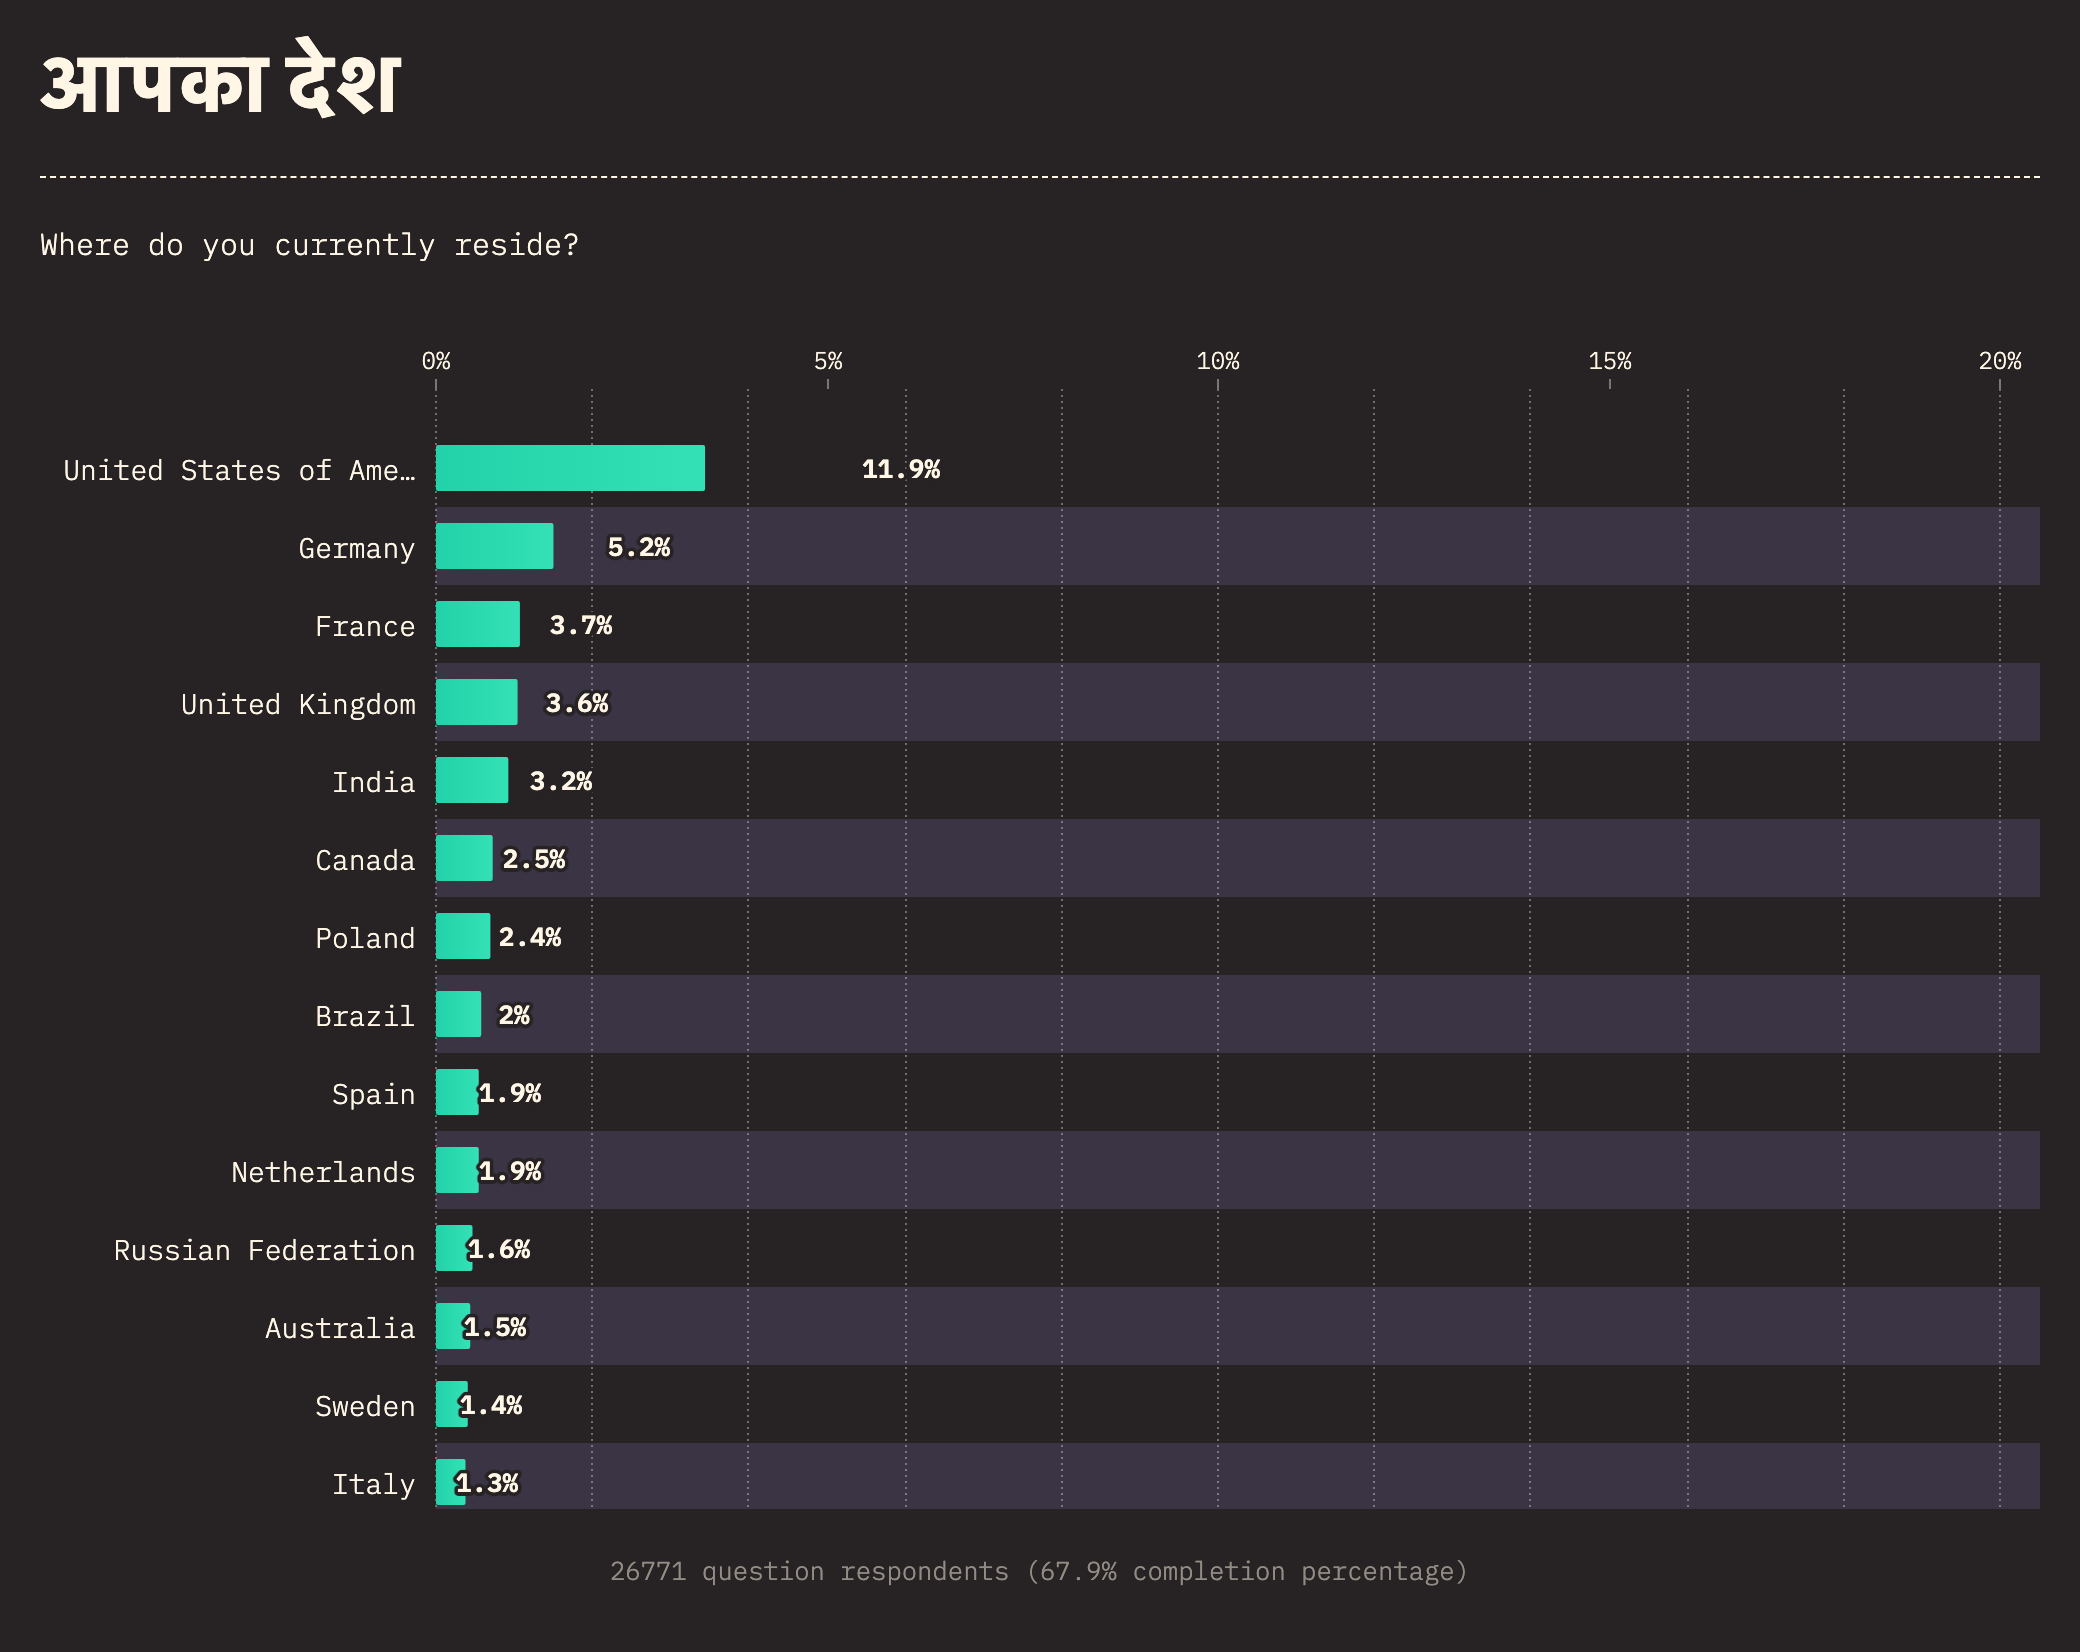 आपका देश
Where do you currently reside?
0% 5% 10% 15% 20%
United States of Ame… 11.9%
Germany 5.2%
France 3.7%
United Kingdom 3.6%
India 3.2%
Canada 2.5%
Poland 2.4%
Brazil 2%
Spain 1.9%
Netherlands 1.9%
Russian Federation 1.6%
Australia 1.5%
Sweden 1.4%
Italy 1.3%
26771 question respondents (67.9% completion percentage)